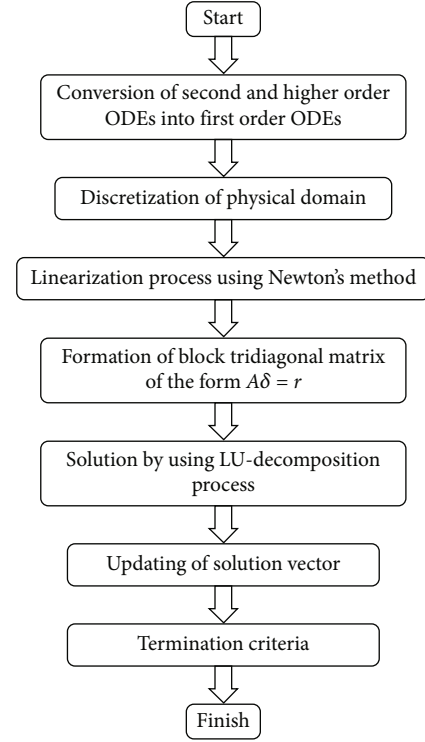 Start
Conversion of second and higher order
ODEs into first order ODEs
Discretization of physical domain
Linearization process using Newton’s method
Formation of block tridiagonal matrix
of the form Aδ = r
Solution by using LU-decomposition
process
Updating of solution vector
Termination criteria
Finish